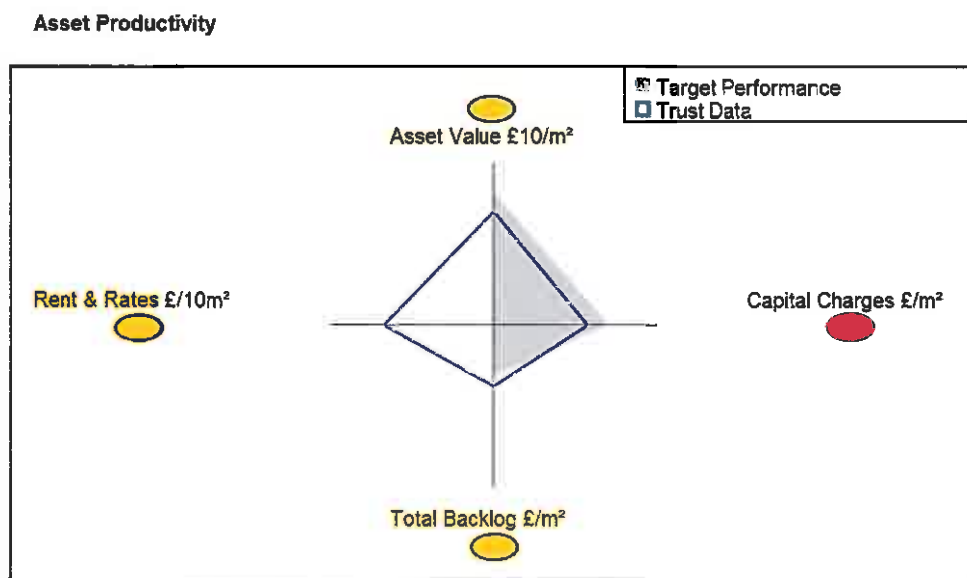 Asset Productivity
Target Performance
Trust Data
Asset Value £10/m²
Rent & Rates £/10m²
Capital Charges £/m²
Total Backlog £/m²